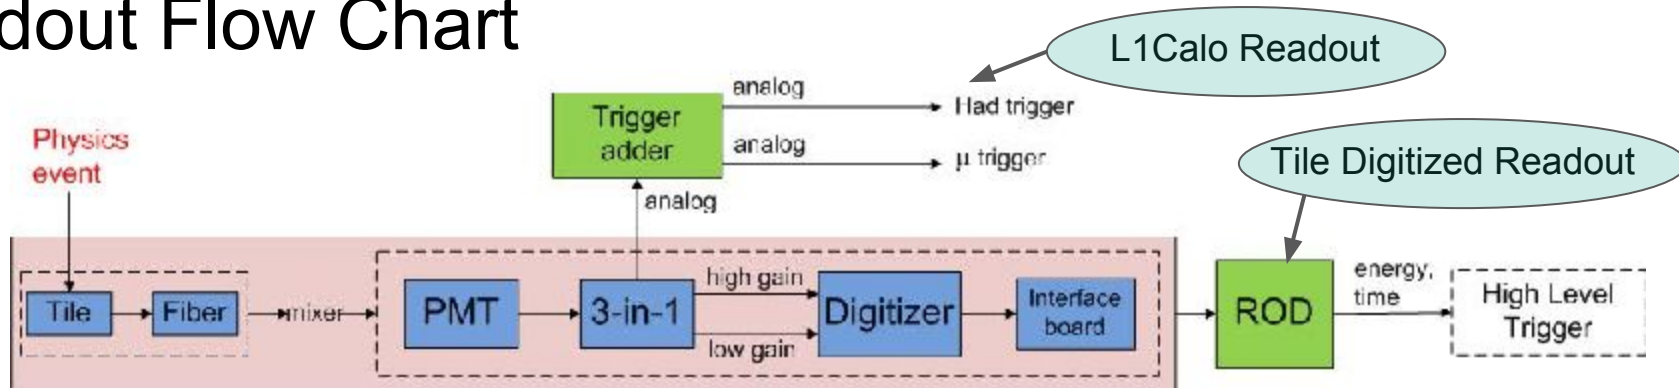 dout Flow Chart
L1Calo Readout
analog
Had trigger
Trigger
adder
analog
μ trigger
Physics
event
Tile Digitized Readout
analog
Tile
Fiber
mixer
PMT
3-in-1
high gain
low gain
Digitizer
Interface
board
ROD
energy,
time
High Level
Trigger